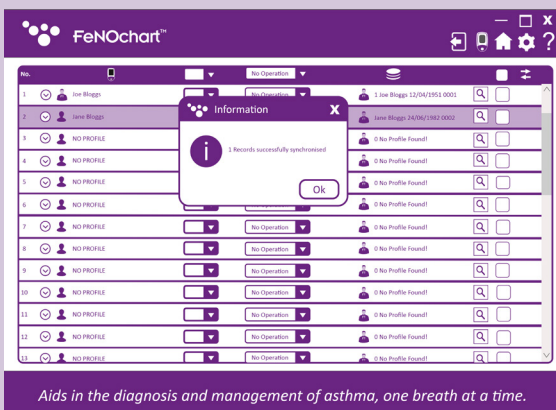 FeNOchart™
No. No Operation
1 Joe Bloggs No Operation 1 Joe Bloggs 12/04/1951 0001
2 Jane Bloggs Jane Bloggs 24/06/1982 0002
Information X
1 Records successfully synchronised
Ok
3 NO PROFILE 0 No Profile Found!
4 NO PROFILE 0 No Profile Found!
5 NO PROFILE 0 No Profile Found!
6 NO PROFILE No Operation 0 No Profile Found!
7 NO PROFILE No Operation 0 No Profile Found!
8 NO PROFILE No Operation 0 No Profile Found!
9 NO PROFILE No Operation 0 No Profile Found!
10 NO PROFILE No Operation 0 No Profile Found!
11 NO PROFILE No Operation 0 No Profile Found!
12 NO PROFILE No Operation 0 No Profile Found!
13 NO PROFILE No Operation 0 No Profile Found!
Aids in the diagnosis and management of asthma, one breath at a time.